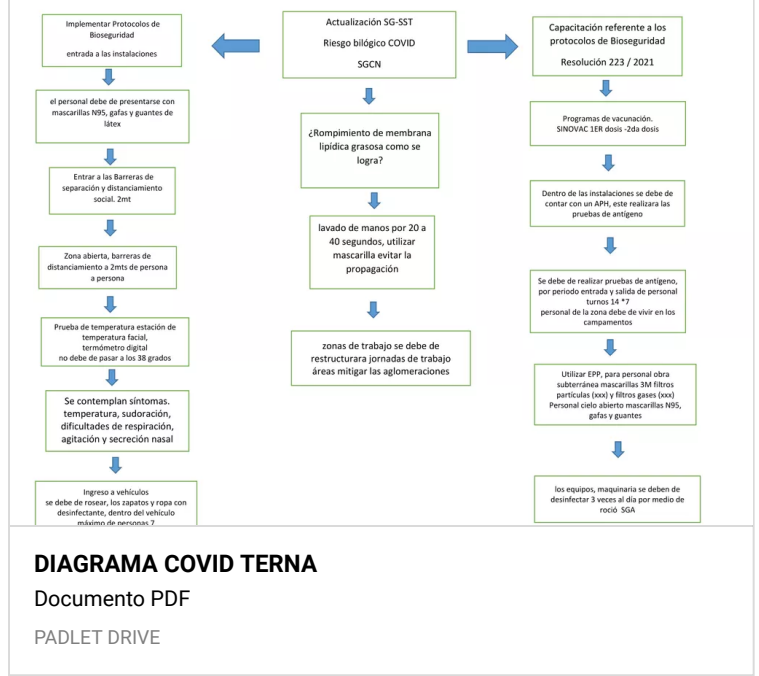 Implementar Protocolos de
Bioseguridad
entrada a las instalaciones
el personal debe de presentarse con
mascarillas N95, gafas y guantes de
látex
Entrar a las Barreras de
separación y distanciamiento
social. 2mt
Zona abierta, barreras de
distanciamiento a 2mts de persona
a persona
Prueba de temperatura estación de
temperatura facial,
termómetro digital
no debe de pasar a los 38 grados
Se contemplan síntomas.
temperatura, sudoración,
dificultades de respiración,
agitación y secreción nasal
Ingreso a vehículos
se debe de rosear, los zapatos y ropa con
desinfectante, dentro del vehículo
máximo de personas 7
Actualización SG-SST
Riesgo bilógico COVID
SGCN
¿Rompimiento de membrana
lipídica grasosa como se
logra?
lavado de manos por 20 a
40 segundos, utilizar
mascarilla evitar la
propagación
zonas de trabajo se debe de
restructurara jornadas de trabajo
áreas mitigar las aglomeraciones
Capacitación referente a los
protocolos de Bioseguridad
Resolución 223 / 2021
Programas de vacunación.
SINOVAC 1ER dosis -2da dosis
Dentro de las instalaciones se debe de
contar con un APH, este realizara las
pruebas de antígeno
Se debe de realizar pruebas de antígeno,
por periodo entrada y salida de personal
turnos 14 *7
personal de la zona debe de vivir en los
campamentos
Utilizar EPP, para personal obra
subterránea mascarillas 3M filtros
partículas (xxx) y filtros gases (xxx)
Personal cielo abierto mascarillas N95,
gafas y guantes
los equipos, maquinaria se deben de
desinfectar 3 veces al día por medio de
roció  SGA
DIAGRAMA COVID TERNA
Documento PDF
PADLET DRIVE